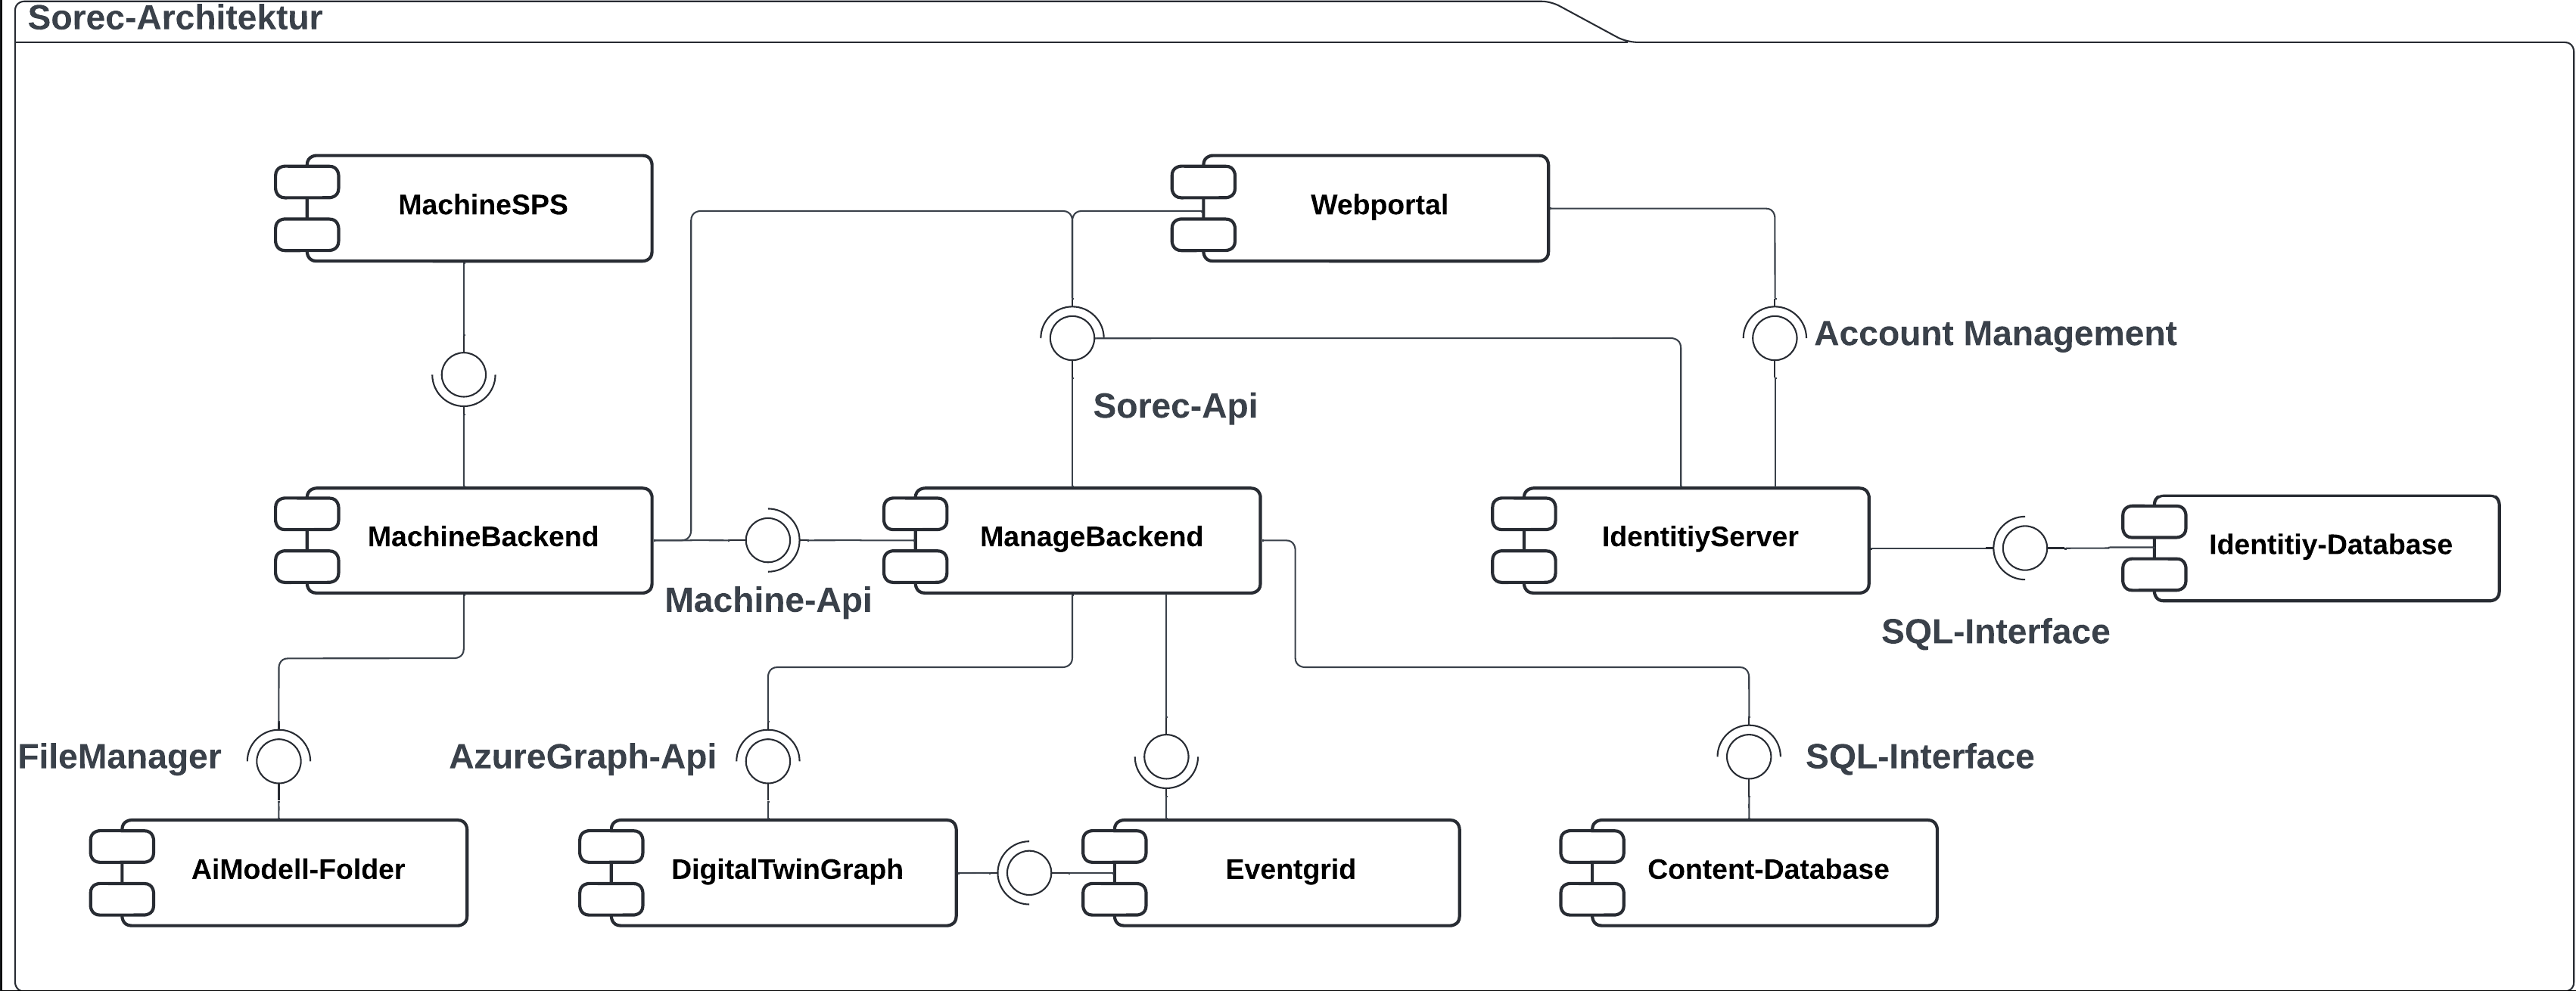 Sorec-Architektur
MachineSPS
Webportal
Account Management
Sorec-Api
MachineBackend
ManageBackend
IdentitiyServer
Identitiy-Database
Machine-Api
SQL-Interface
FileManager
AzureGraph-Api
SQL-Interface
AiModell-Folder
DigitalTwinGraph
Eventgrid
Content-Database